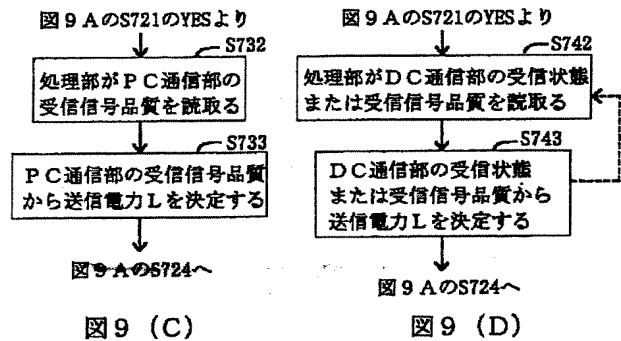 図９ＡのS721のYESより
S732
処理部がＰＣ通信部の
受信信号品質を読取る
S733
ＰＣ通信部の受信信号品質
から送信電力Ｌを決定する
図９ＡのS724へ
図９（Ｃ）
図９ＡのS721のYESより
S742
処理部がＤＣ通信部の受信状態
または受信信号品質を読取る
S743
ＤＣ通信部の受信状態
または受信信号品質から
送信電力Ｌを決定する
図９ＡのS724へ
図９（Ｄ）